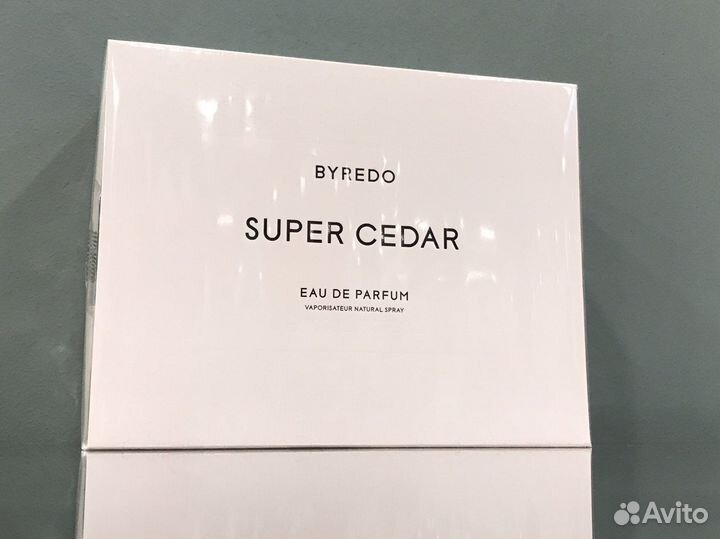 BYREDO
SUPER CEDAR
EAU DE PARFUM
VAPORISATEUR NATURAL SPRAY
Avito